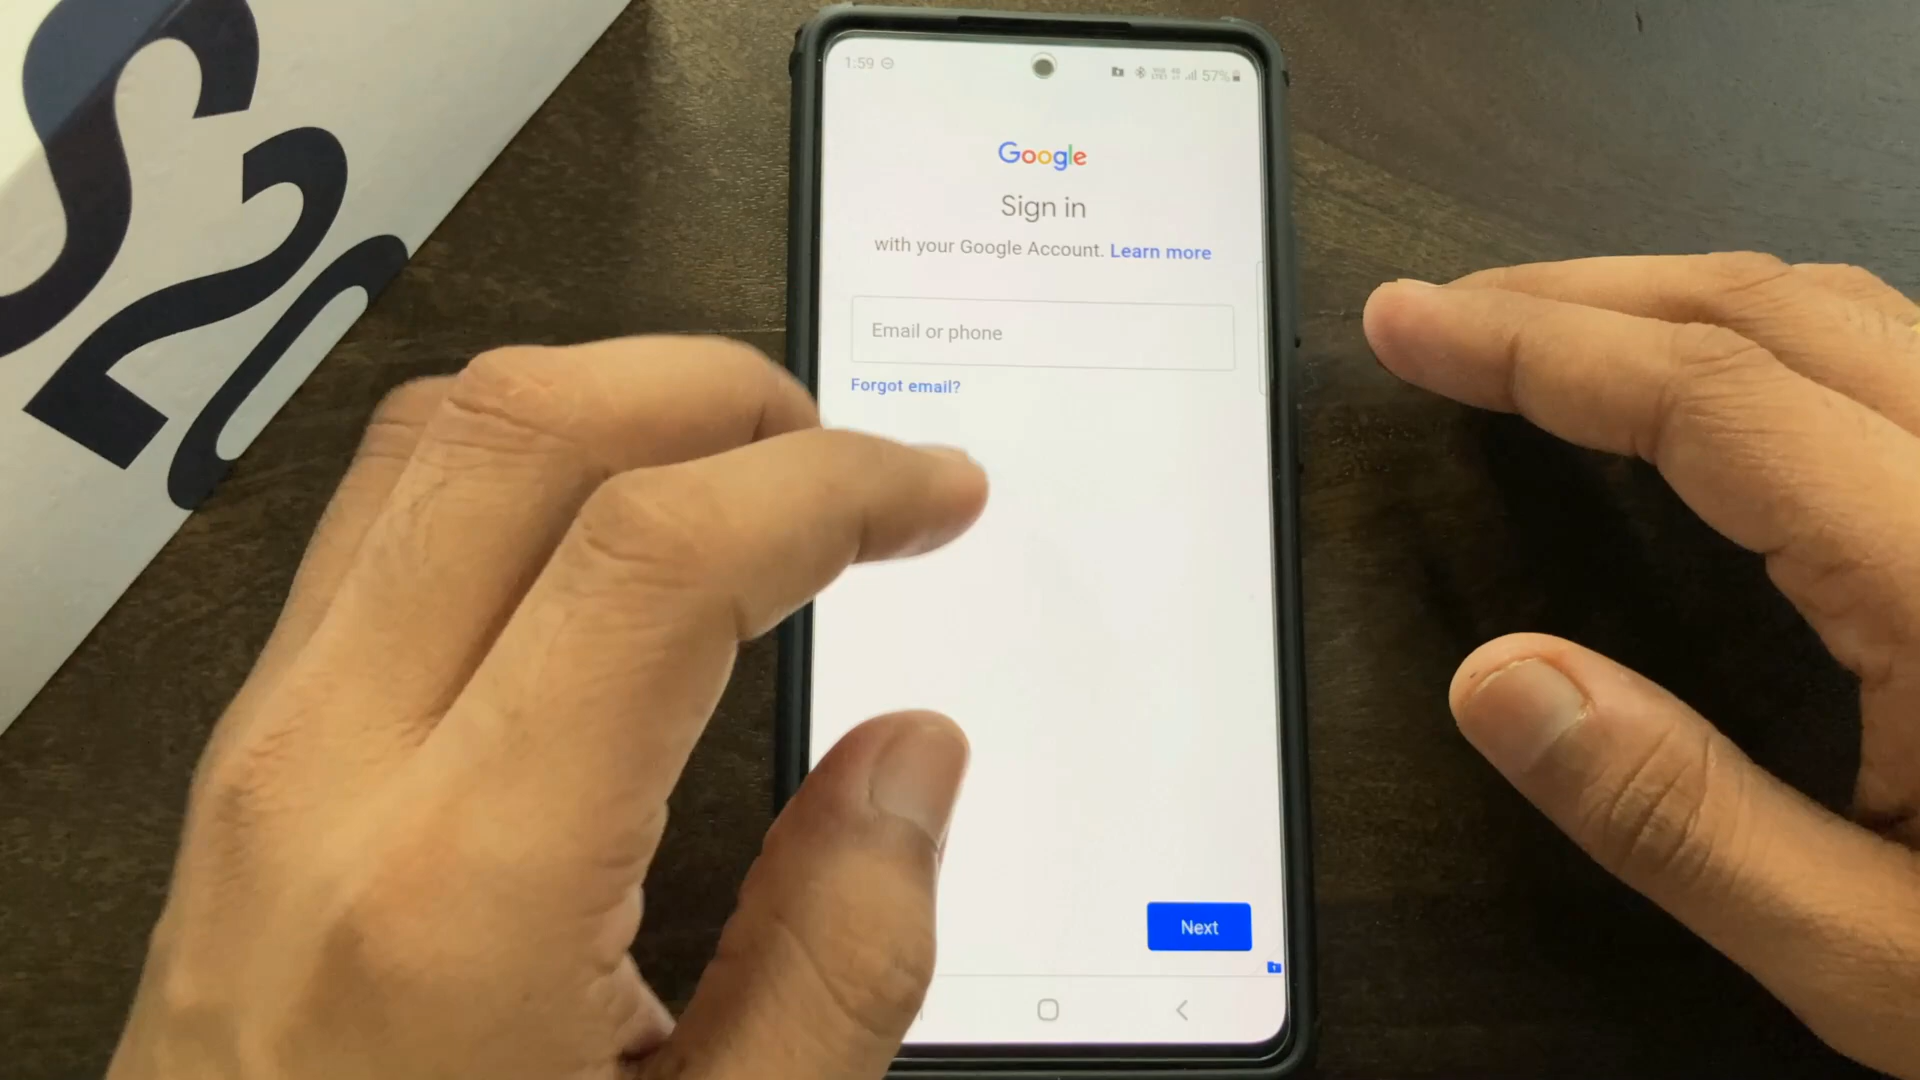 S20
1:59
57%
Google
Sign in
with your Google Account. Learn more
Email or phone
Forgot email?
Next